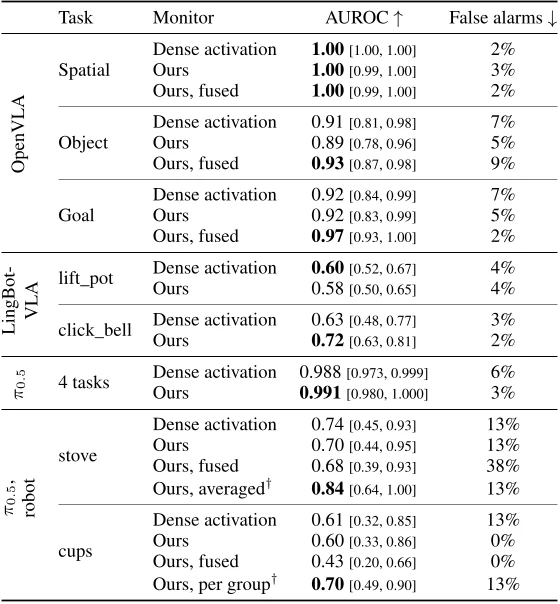 Task Monitor AUROC ↑ False alarms ↓
OpenVLA
Spatial
Dense activation 1.00 [1.00, 1.00] 2%
Ours 1.00 [0.99, 1.00] 3%
Ours, fused 1.00 [0.99, 1.00] 2%
Object
Dense activation 0.91 [0.81, 0.98] 7%
Ours 0.89 [0.78, 0.96] 5%
Ours, fused 0.93 [0.87, 0.98] 9%
Goal
Dense activation 0.92 [0.84, 0.99] 7%
Ours 0.92 [0.83, 0.99] 5%
Ours, fused 0.97 [0.93, 1.00] 2%
LingBot-
VLA
lift_pot
Dense activation 0.60 [0.52, 0.67] 4%
Ours 0.58 [0.50, 0.65] 4%
click_bell
Dense activation 0.63 [0.48, 0.77] 3%
Ours 0.72 [0.63, 0.81] 2%
π0.5
4 tasks
Dense activation 0.988 [0.973, 0.999] 6%
Ours 0.991 [0.980, 1.000] 3%
π0.5,
robot
stove
Dense activation 0.74 [0.45, 0.93] 13%
Ours 0.70 [0.44, 0.95] 13%
Ours, fused 0.68 [0.39, 0.93] 38%
Ours, averaged† 0.84 [0.64, 1.00] 13%
cups
Dense activation 0.61 [0.32, 0.85] 13%
Ours 0.60 [0.33, 0.86] 0%
Ours, fused 0.43 [0.20, 0.66] 0%
Ours, per group† 0.70 [0.49, 0.90] 13%